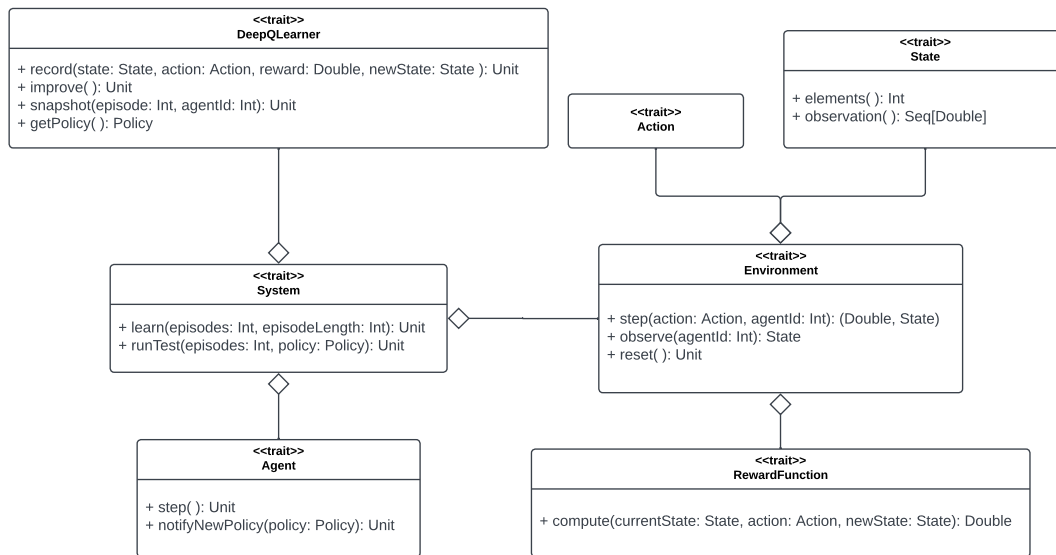 <<trait>>
DeepQLearner
+ record(state: State, action: Action, reward: Double, newState: State ): Unit
+ improve( ): Unit
+ snapshot(episode: Int, agentId: Int): Unit
+ getPolicy( ): Policy
<<trait>>
Action
<<trait>>
State
+ elements( ): Int
+ observation( ): Seq[Double]
<<trait>>
System
+ learn(episodes: Int, episodeLength: Int): Unit
+ runTest(episodes: Int, policy: Policy): Unit
<<trait>>
Environment
+ step(action: Action, agentId: Int): (Double, State)
+ observe(agentId: Int): State
+ reset( ): Unit
<<trait>>
Agent
+ step( ): Unit
+ notifyNewPolicy(policy: Policy): Unit
<<trait>>
RewardFunction
+ compute(currentState: State, action: Action, newState: State): Double